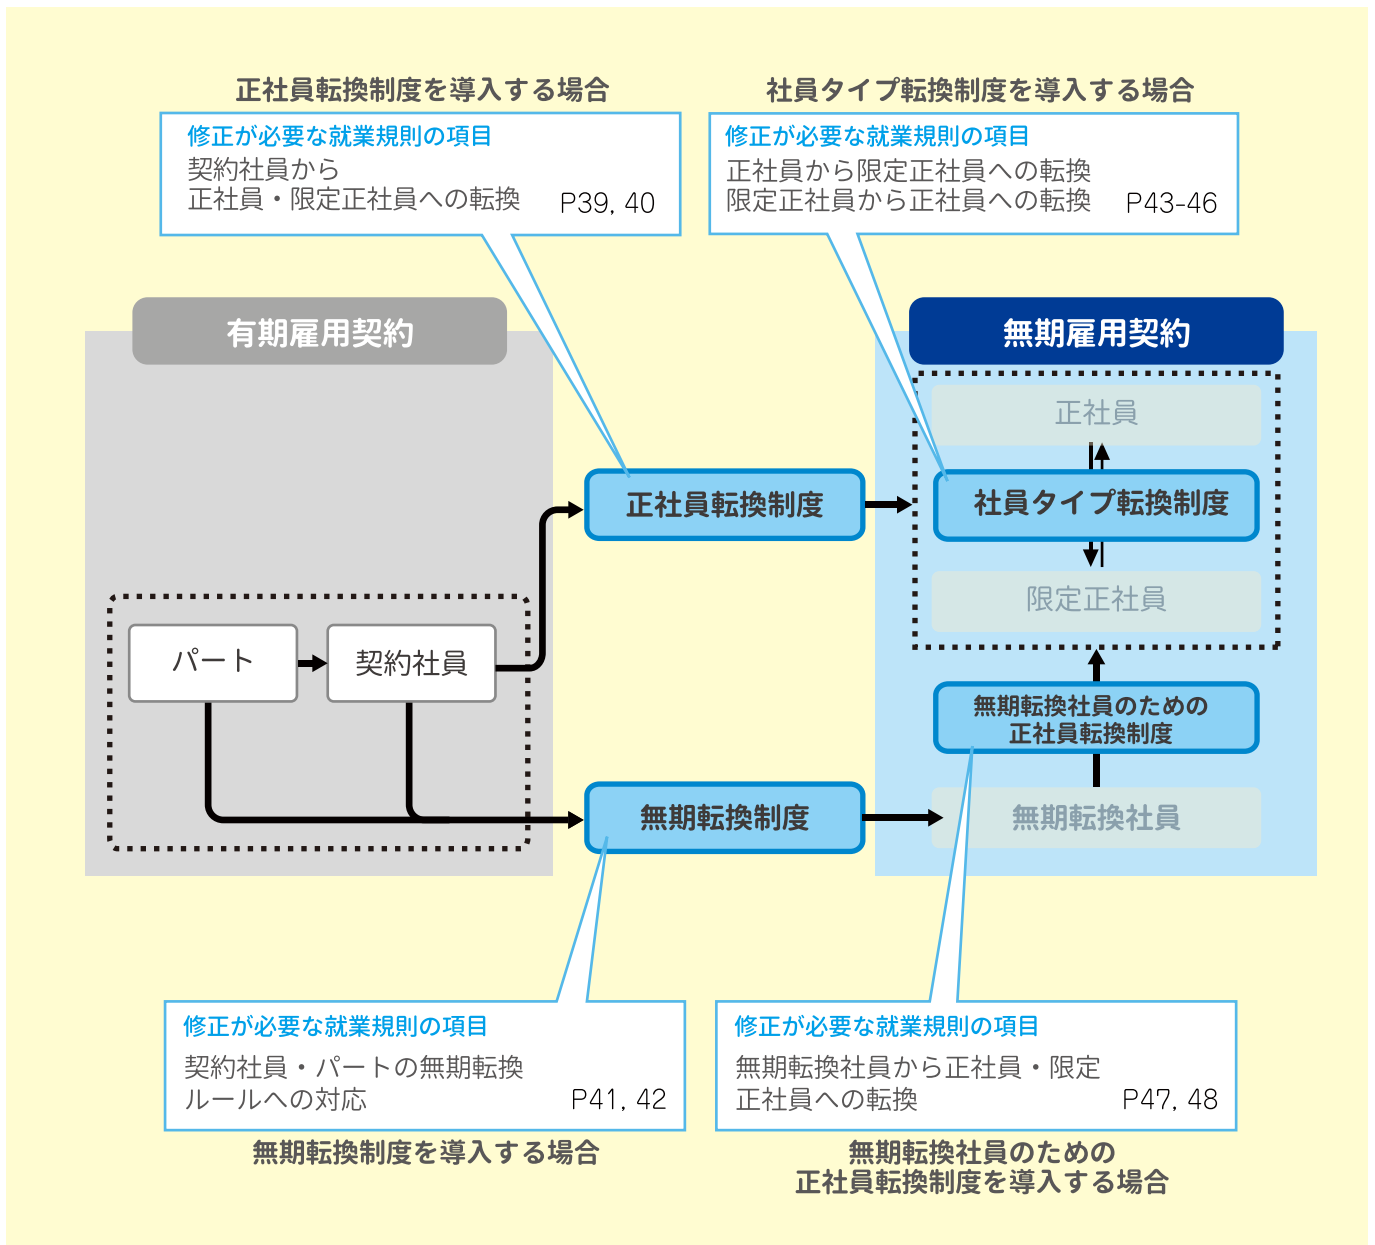 正社員転換制度を導入する場合
修正が必要な就業規則の項目
契約社員から
正社員・限定正社員への転換
P39, 40
社員タイプ転換制度を導入する場合
修正が必要な就業規則の項目
正社員から限定正社員への転換
限定正社員から正社員への転換
P43-46
有期雇用契約
無期雇用契約
正社員
正社員転換制度
社員タイプ転換制度
限定正社員
パート
契約社員
無期転換社員のための
正社員転換制度
無期転換制度
無期転換社員
修正が必要な就業規則の項目
契約社員・パートの無期転換
ルールへの対応
P41, 42
無期転換制度を導入する場合
修正が必要な就業規則の項目
無期転換社員から正社員・限定
正社員への転換
P47, 48
無期転換社員のための
正社員転換制度を導入する場合